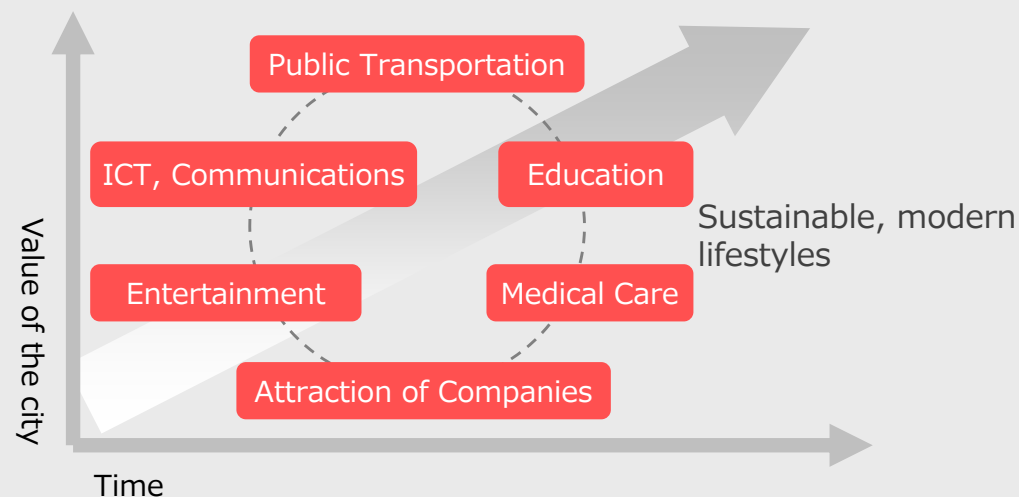 Public Transportation
ICT, Communications
Education
Sustainable, modern
lifestyles
Value of the city
Entertainment
Medical Care
Attraction of Companies
Time